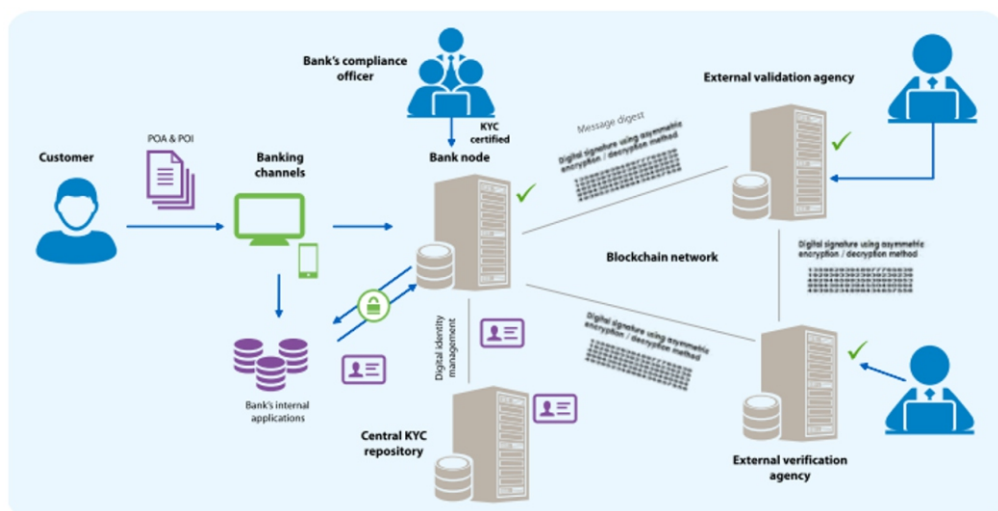 Bank's compliance
officer
External validation agency
KYC
certified
Message digest
Digital signature using asymmetric
encryption / decryption method
POA & POI
Customer
Banking
channels
Bank node
Blockchain network
Digital signature using asymmetric
encryption / decryption method
Digital signature using asymmetric
encryption / decryption method
Digital identity
management
Bank's internal
applications
Central KYC
repository
External verification
agency